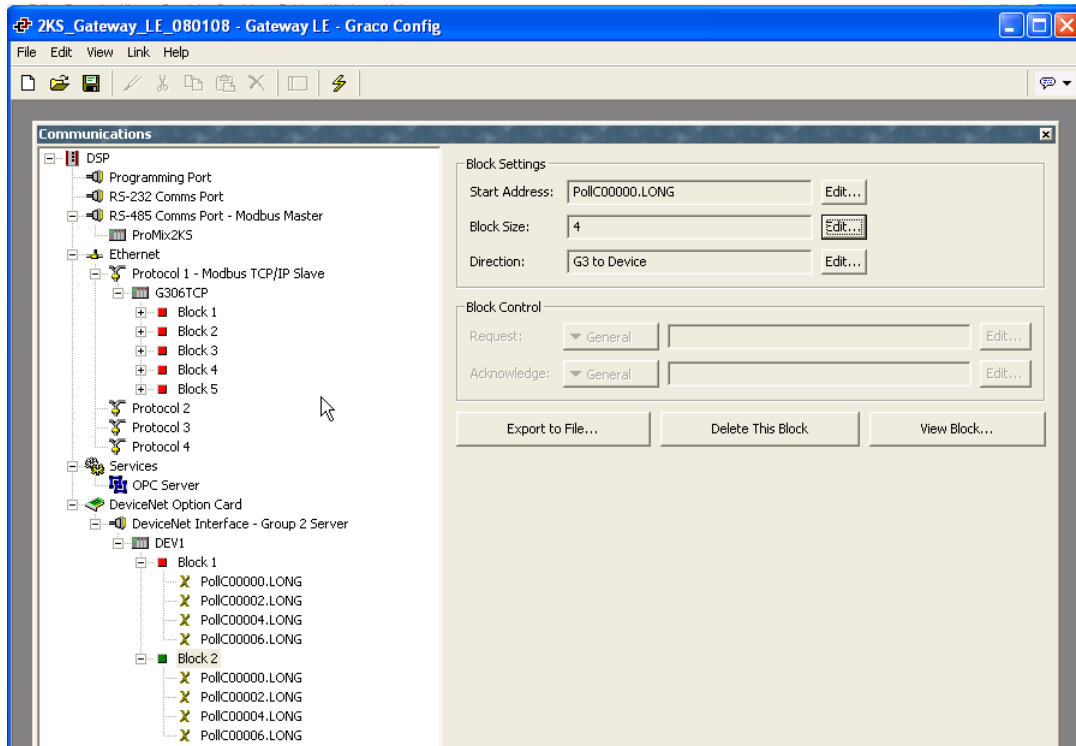 2KS_Gateway_LE_080108 - Gateway LE - Graco Config
File Edit View Link Help
Communications
DSP
Programming Port
RS-232 Comms Port
RS-485 Comms Port - Modbus Master
ProMix2KS
Ethernet
Protocol 1 - Modbus TCP/IP Slave
G306TCP
Block 1
Block 2
Block 3
Block 4
Block 5
Protocol 2
Protocol 3
Protocol 4
Services
OPC Server
DeviceNet Option Card
DeviceNet Interface - Group 2 Server
DEV1
Block 1
PollC00000.LONG
PollC00002.LONG
PollC00004.LONG
PollC00006.LONG
Block 2
PollC00000.LONG
PollC00002.LONG
PollC00004.LONG
PollC00006.LONG
Block Settings
Start Address: PollC00000.LONG Edit...
Block Size: 4 Edit...
Direction: G3 to Device Edit...
Block Control
Request: General Edit...
Acknowledge: General Edit...
Export to File... Delete This Block View Block...